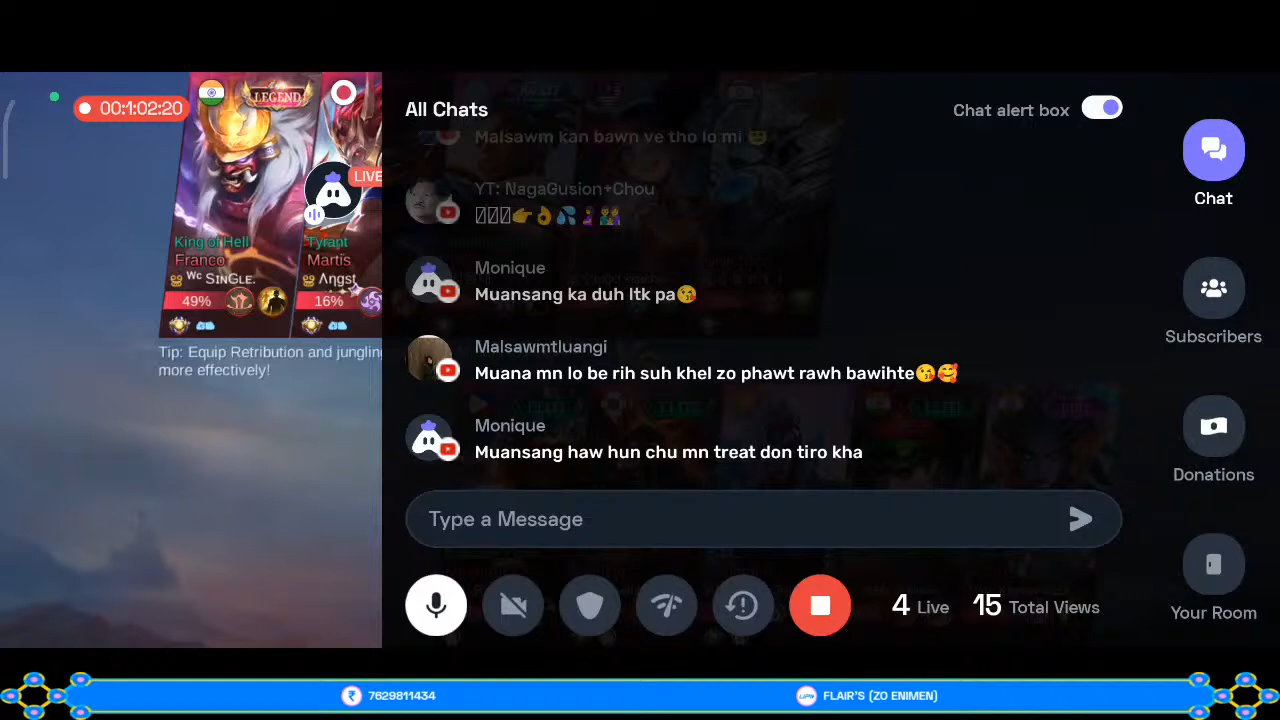 00:1:02:20
LEGEND
LIVE
King of Hell
Franco
Wc SINGLE.
49%
Tyrant
Martis
Angst
16%
Tip: Equip Retribution and jungling
more effectively!
All Chats
Chat alert box
Malsawm kan bawn ve tho lo mi
YT: NagaGusion+Chou
👉👌💦🤰👫
Monique
Muansang ka duh ltk pa😘
Malsawmtluangi
Muana mn lo be rih suh khel zo phawt rawh bawihte😘🥰
Monique
Muansang haw hun chu mn treat don tiro kha
Type a Message
4 Live
15 Total Views
Chat
Subscribers
Donations
Your Room
₹ 7629811434
UPI FLAIR'S (ZO ENIMEN)